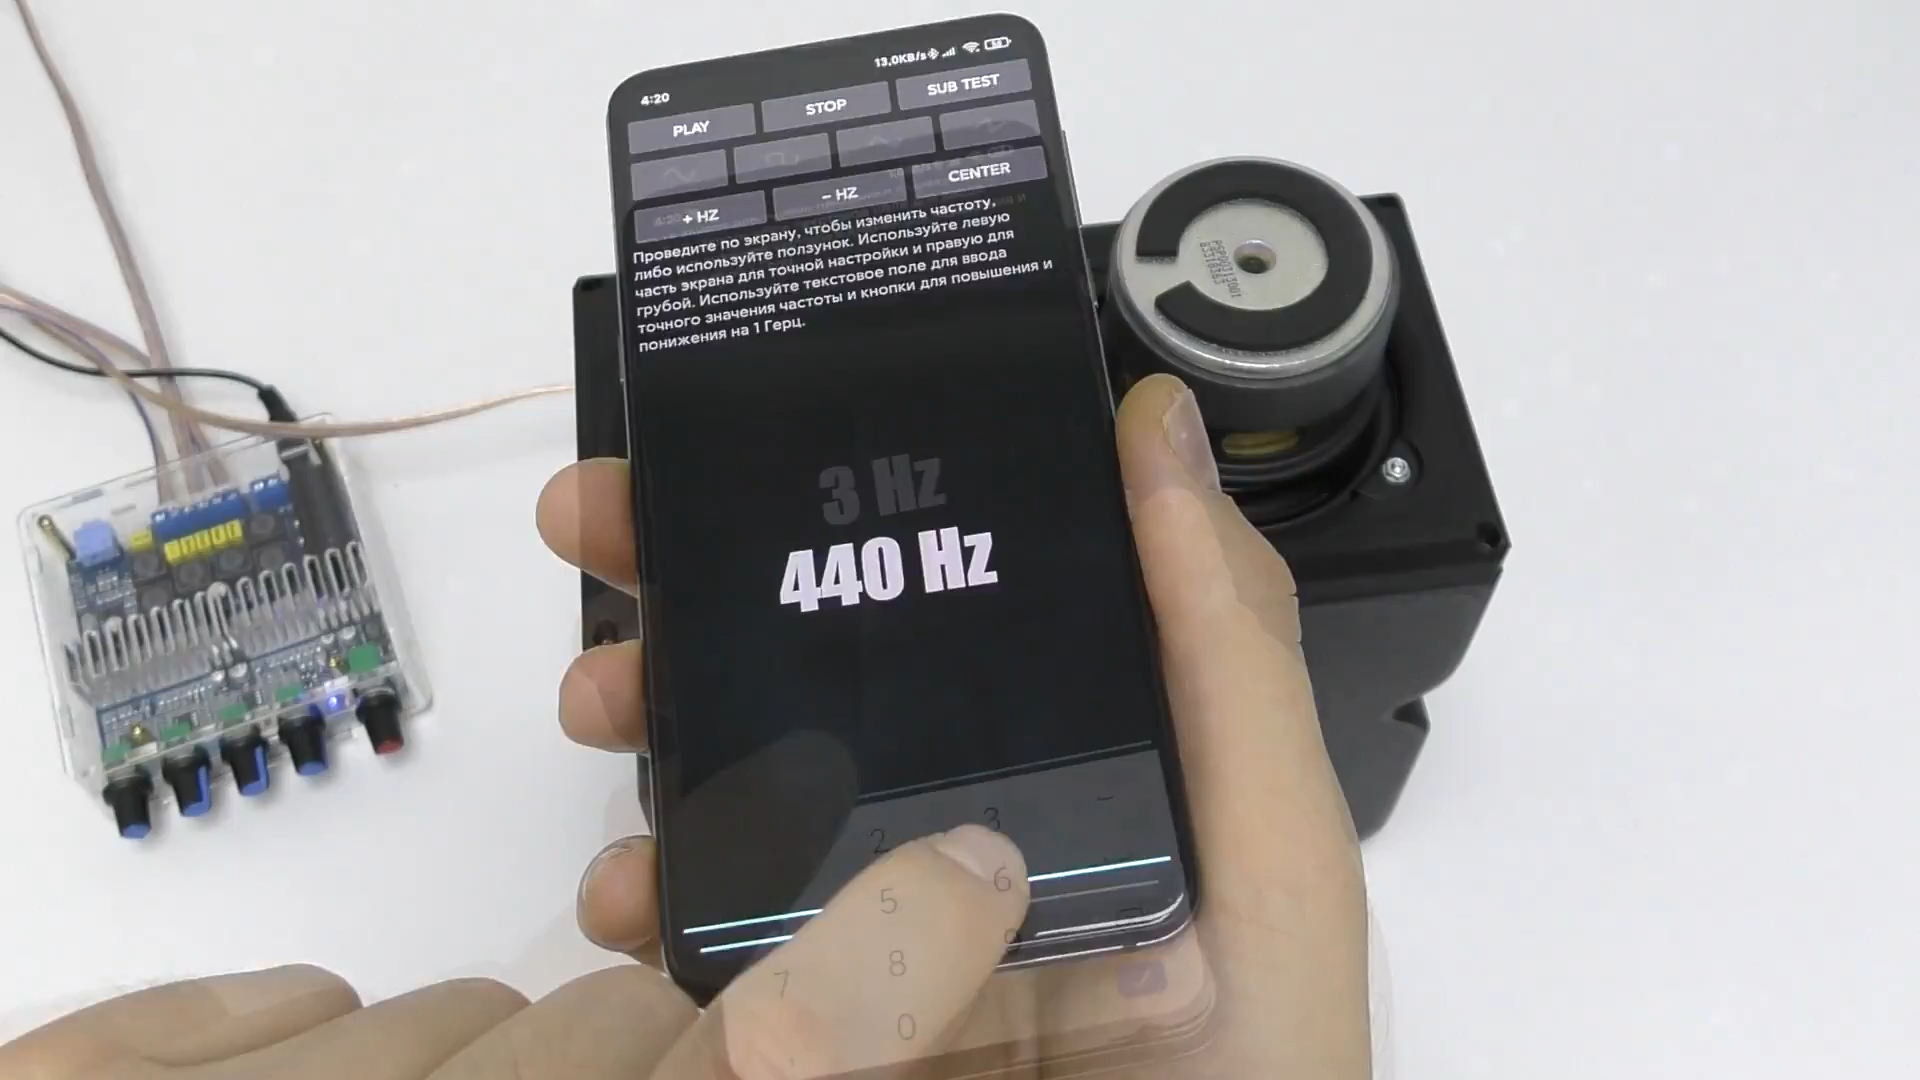 13,0KB/s
4:20
PLAY
STOP
SUB TEST
+ HZ
– HZ
CENTER
Проведите по экрану, чтобы изменить частоту,
либо используйте ползунок. Используйте левую
часть экрана для точной настройки и правую для
грубой. Используйте текстовое поле для ввода
точного значения частоты и кнопки для повышения и
понижения на 1 Герц.
3 Hz
440 Hz
2
3
–
5
6
7
8
9
0